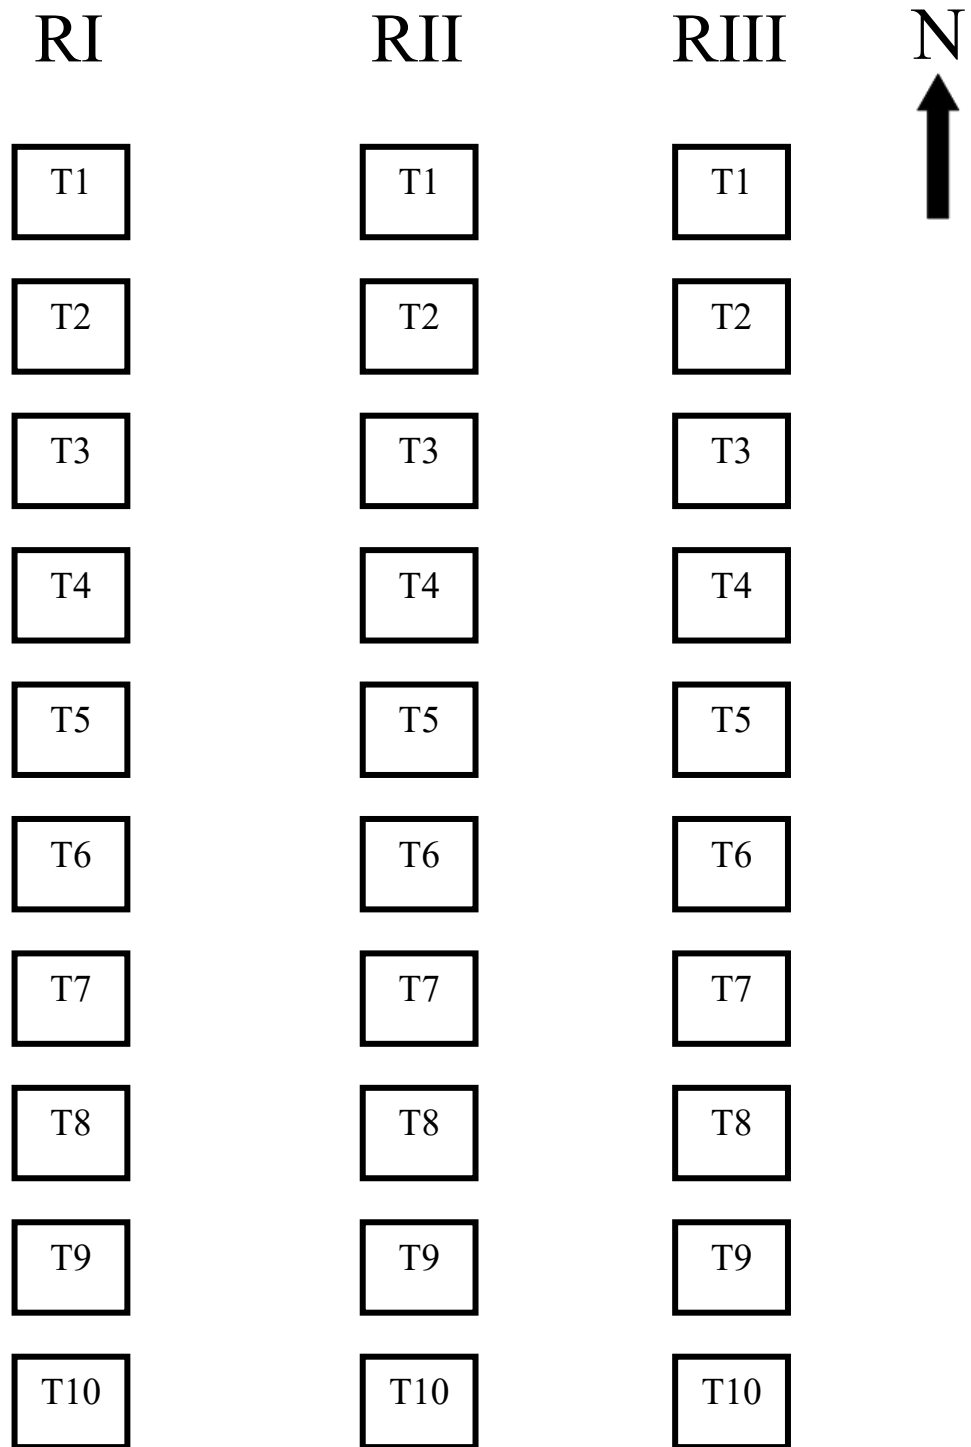 RI RII RIII N
T1 T1 T1
T2 T2 T2
T3 T3 T3
T4 T4 T4
T5 T5 T5
T6 T6 T6
T7 T7 T7
T8 T8 T8
T9 T9 T9
T10 T10 T10